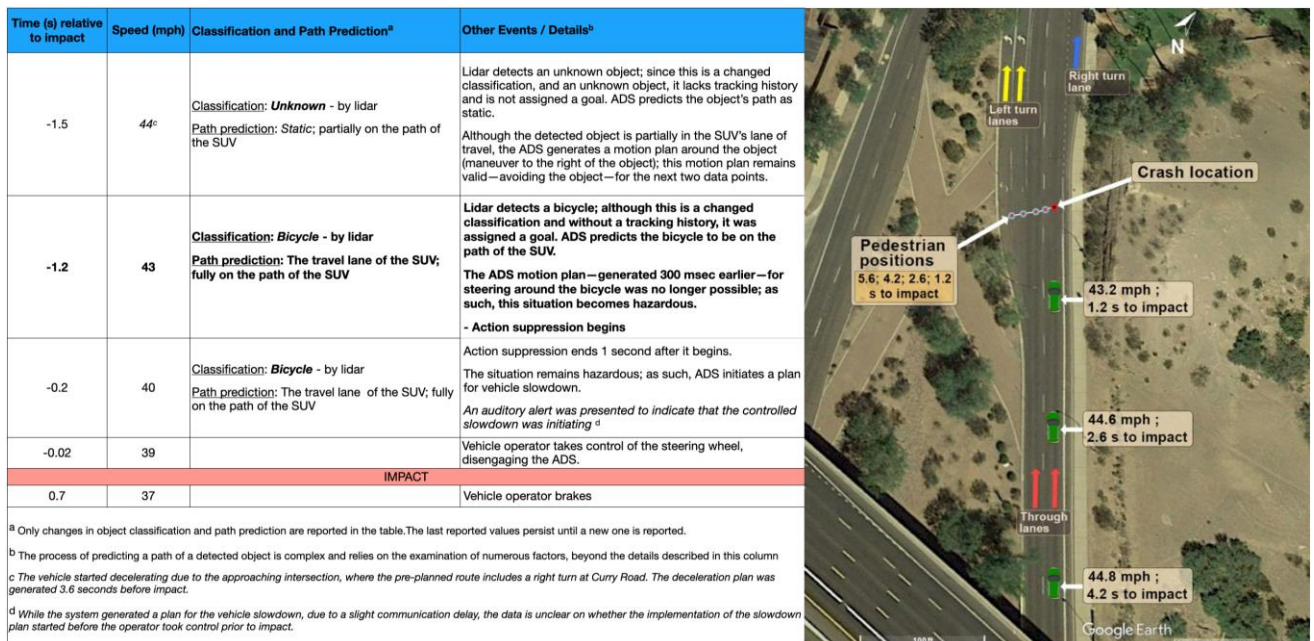 Time (s) relative
to impact
Speed (mph)
Classification and Path Prediction^a
Other Events / Details^b
-1.5
44^c
Classification: Unknown - by lidar
Path prediction: Static; partially on the path of
the SUV
Lidar detects an unknown object; since this is a changed
classification, and an unknown object, it lacks tracking history
and is not assigned a goal. ADS predicts the object's path as
static.
Although the detected object is partially in the SUV's lane of
travel, the ADS generates a motion plan around the object
(maneuver to the right of the object); this motion plan remains
valid—avoiding the object—for the next two data points.
-1.2
43
Classification: Bicycle - by lidar
Path prediction: The travel lane of the SUV;
fully on the path of the SUV
Lidar detects a bicycle; although this is a changed
classification and without a tracking history, it was
assigned a goal. ADS predicts the bicycle to be on the
path of the SUV.
The ADS motion plan—generated 300 msec earlier—for
steering around the bicycle was no longer possible; as
such, this situation becomes hazardous.
- Action suppression begins
-0.2
40
Classification: Bicycle - by lidar
Path prediction: The travel lane of the SUV; fully
on the path of the SUV
Action suppression ends 1 second after it begins.
The situation remains hazardous; as such, ADS initiates a plan
for vehicle slowdown.
An auditory alert was presented to indicate that the controlled
slowdown was initiating ^d
-0.02
39
Vehicle operator takes control of the steering wheel,
disengaging the ADS.
IMPACT
0.7
37
Vehicle operator brakes
a Only changes in object classification and path prediction are reported in the table.The last reported values persist until a new one is reported.
b The process of predicting a path of a detected object is complex and relies on the examination of numerous factors, beyond the details described in this column
c The vehicle started decelerating due to the approaching intersection, where the pre-planned route includes a right turn at Curry Road. The deceleration plan was
generated 3.6 seconds before impact.
d While the system generated a plan for the vehicle slowdown, due to a slight communication delay, the data is unclear on whether the implementation of the slowdown
plan started before the operator took control prior to impact.
N
Right turn
lane
Left turn
lanes
Crash location
Pedestrian
positions
5.6; 4.2; 2.6; 1.2
s to impact
43.2 mph ;
1.2 s to impact
44.6 mph ;
2.6 s to impact
Through
lanes
44.8 mph ;
4.2 s to impact
Google Earth
100 ft